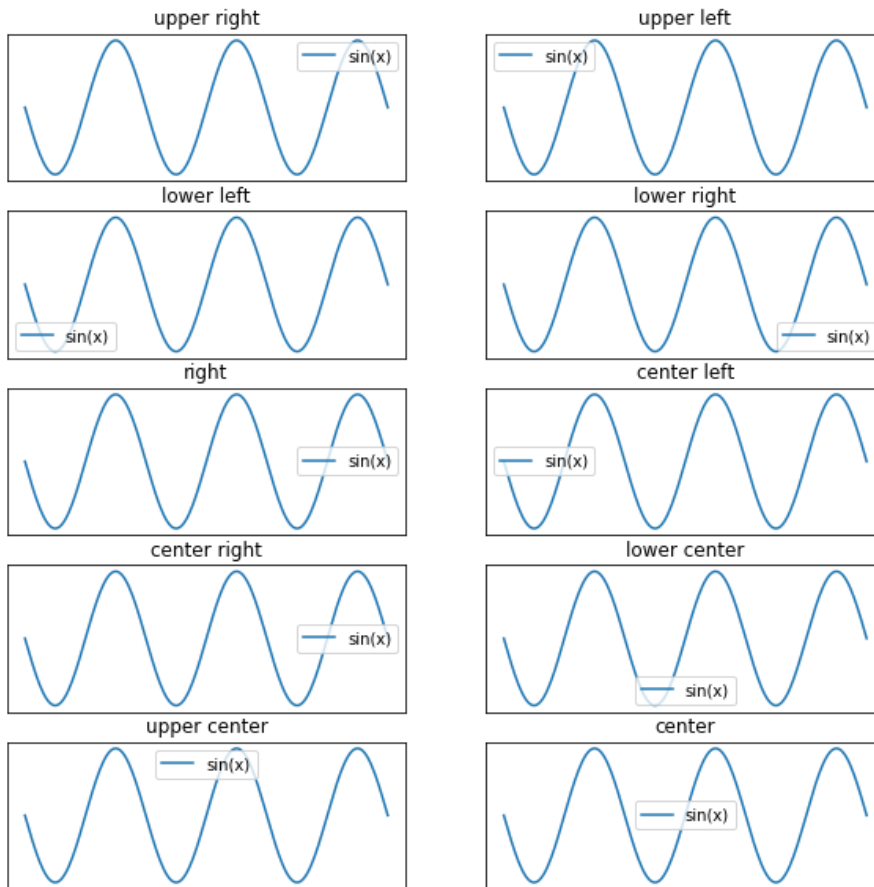 upper right
sin(x)
upper left
sin(x)
lower left
sin(x)
lower right
sin(x)
right
sin(x)
center left
sin(x)
center right
sin(x)
lower center
sin(x)
upper center
sin(x)
center
sin(x)